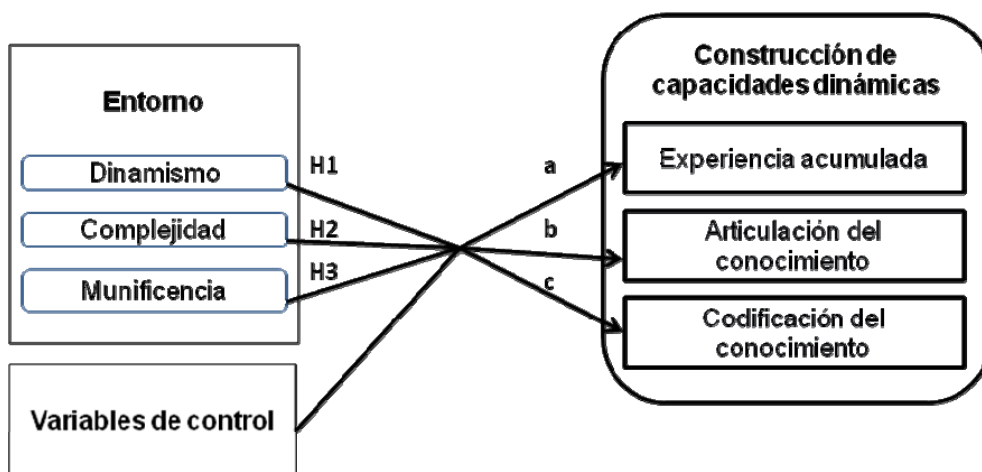 Entorno
Dinamismo
Complejidad
Munificencia
Variables de control
H1
H2
H3
a
b
c
Construcción de
capacidades dinámicas
Experiencia acumulada
Articulación del
conocimiento
Codificación del
conocimiento